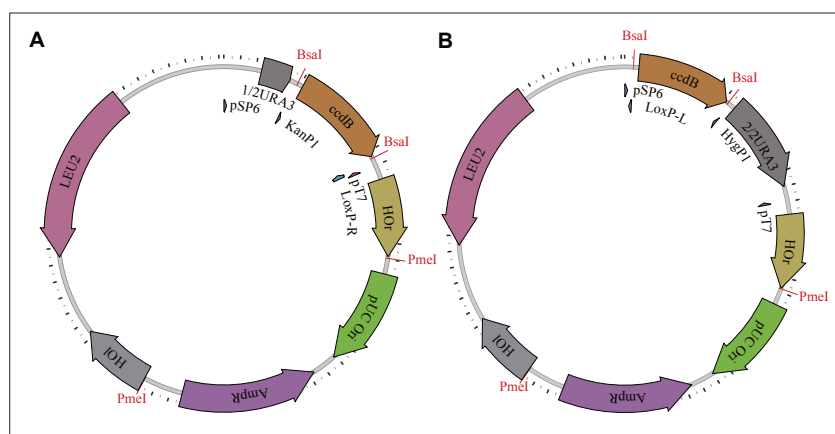 A
BsaI
1/2URA3
ccdB
pSP6
KanP1
BsaI
LEU2
pT7
LoxP-R
HOr
PmeI
pUC Ori
HOl
PmeI
AmpR
B
BsaI
ccdB
BsaI
pSP6
LoxP-L
2/2URA3
HygP1
LEU2
pT7
HOr
PmeI
pUC Ori
HOl
PmeI
AmpR